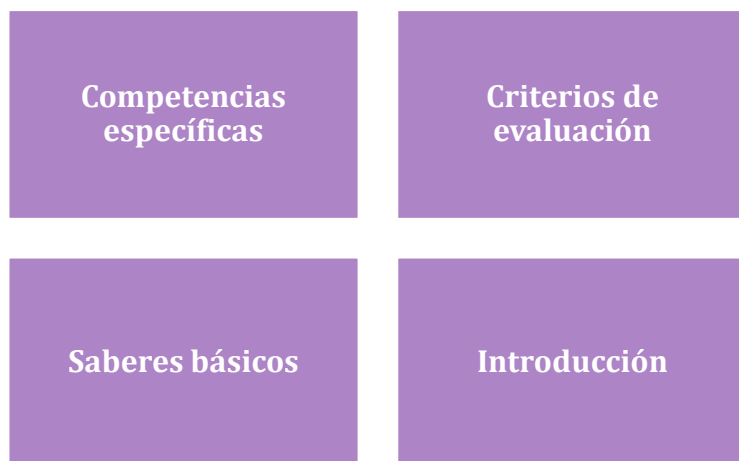 Competencias
específicas
Criterios de
evaluación
Saberes básicos
Introducción